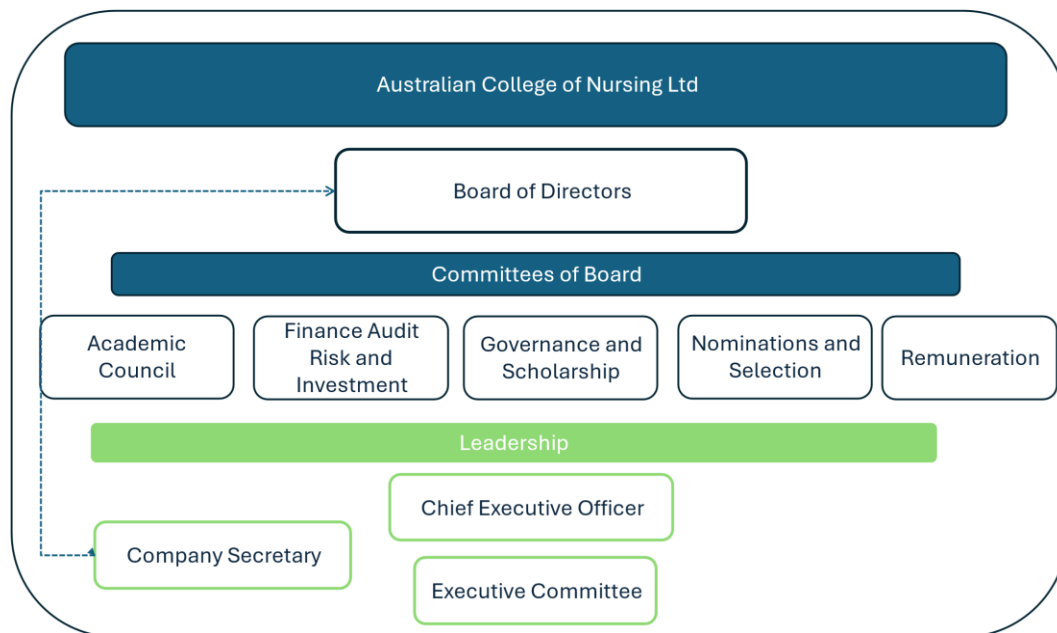 Australian College of Nursing Ltd
Board of Directors
Committees of Board
Academic
Council
Finance Audit
Risk and
Investment
Governance and
Scholarship
Nominations and
Selection
Remuneration
Leadership
Chief Executive Officer
Company Secretary
Executive Committee